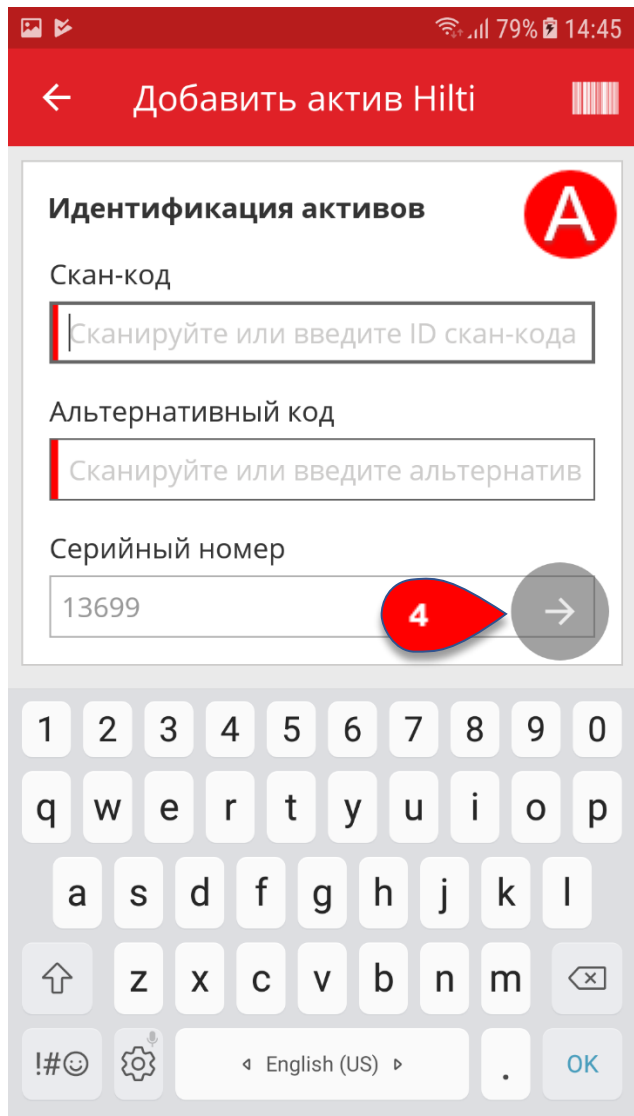 79% 14:45
Добавить актив Hilti
Идентификация активов
A
Скан-код
Сканируйте или введите ID скан-кода
Альтернативный код
Сканируйте или введите альтернатив
Серийный номер
13699
4
1 2 3 4 5 6 7 8 9 0
q w e r t y u i o p
a s d f g h j k l
z x c v b n m
!#☺ English (US) . OK